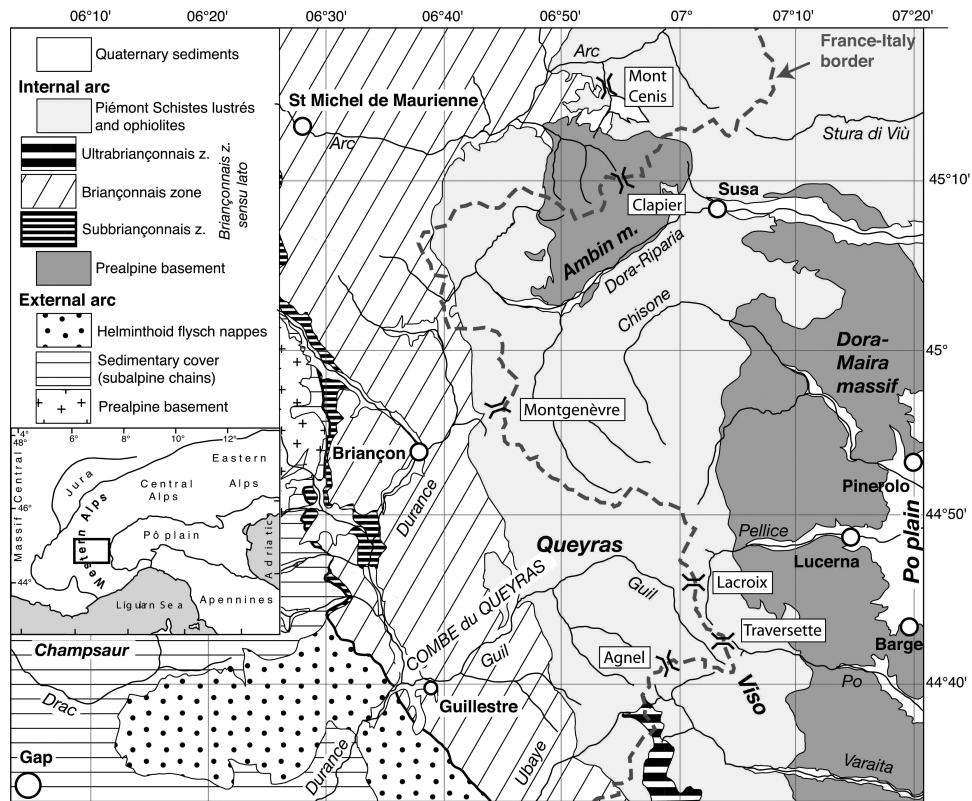 06°10'
06°20'
06°30'
06°40'
06°50'
07°
07°10'
07°20'
Quaternary sediments
Internal arc
Piémont Schistes lustrés
and ophiolites
Ultrabriançonnais z.
Briançonnais zone
Subbriançonnais z.
Briançonnais z.
sensu lato
Prealpine basement
External arc
Helminthoid flysch nappes
Sedimentary cover
(subalpine chains)
Prealpine basement
4°
48°
6°
8°
10°
12°
46°
44°
Massif Central
Jura
Western Alps
Central
Alps
Eastern
Alps
Pô plain
Adriatic
Ligurian Sea
Apennines
France-Italy
border
Arc
Mont
Cenis
St Michel de Maurienne
Arc
Stura di Viù
45°10'
Susa
Clapier
Ambin m.
Dora-Riparia
Chisone
45°
Dora-
Maira
massif
Montgenèvre
Briançon
Durance
Pinerolo
44°50'
Pellice
Lucerna
Po plain
Queyras
Lacroix
Guil
COMBE du QUEYRAS
Traversette
Barge
Guil
Agnel
Champsaur
Drac
Po
44°40'
Viso
Guillestre
Gap
Durance
Ubaye
Varaita